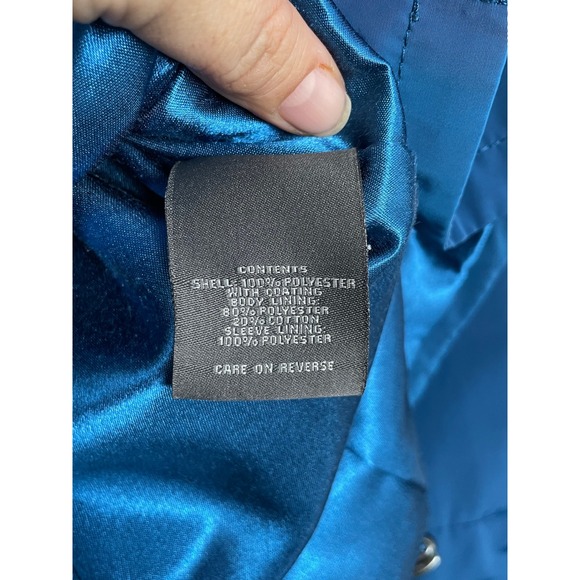 CONTENTS
SHELL: 100% POLYESTER
WITH COATING
BODY LINING:
80% POLYESTER
20% COTTON
SLEEVE LINING:
100% POLYESTER
CARE ON REVERSE